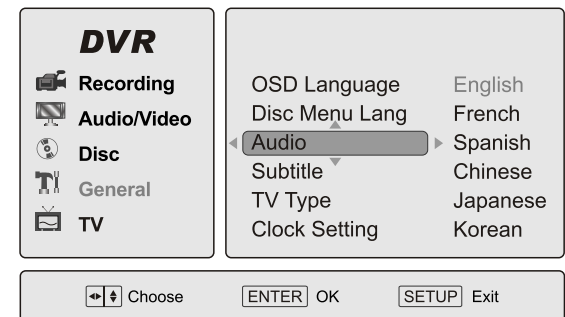 DVR
Recording
Audio/Video
Disc
General
TV
OSD Language English
Disc Menu Lang French
Audio Spanish
Subtitle Chinese
TV Type Japanese
Clock Setting Korean
Choose ENTER OK SETUP Exit